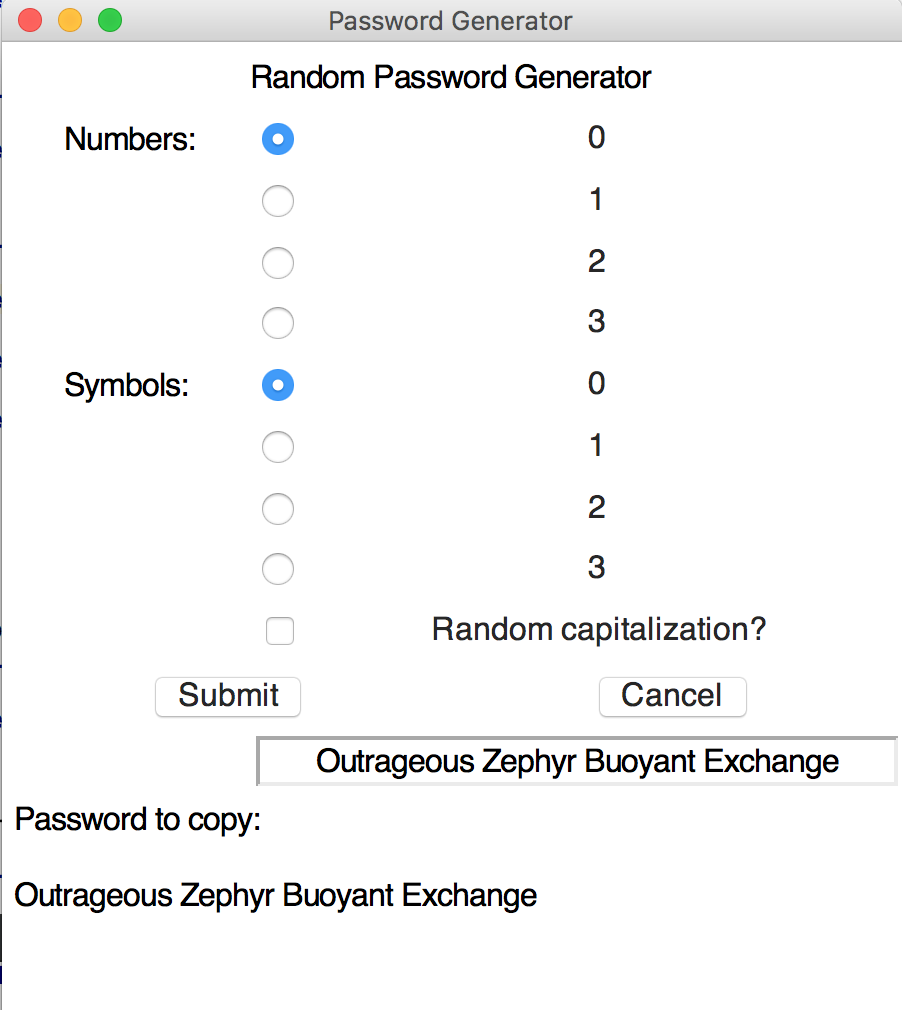 Password Generator
Random Password Generator
Numbers: 0
1
2
3
Symbols: 0
1
2
3
Random capitalization?
Submit Cancel
Outrageous Zephyr Buoyant Exchange
Password to copy:
Outrageous Zephyr Buoyant Exchange